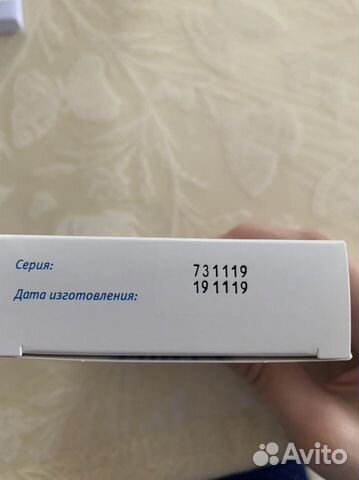 Серия: 731119
Дата изготовления: 191119
Avito